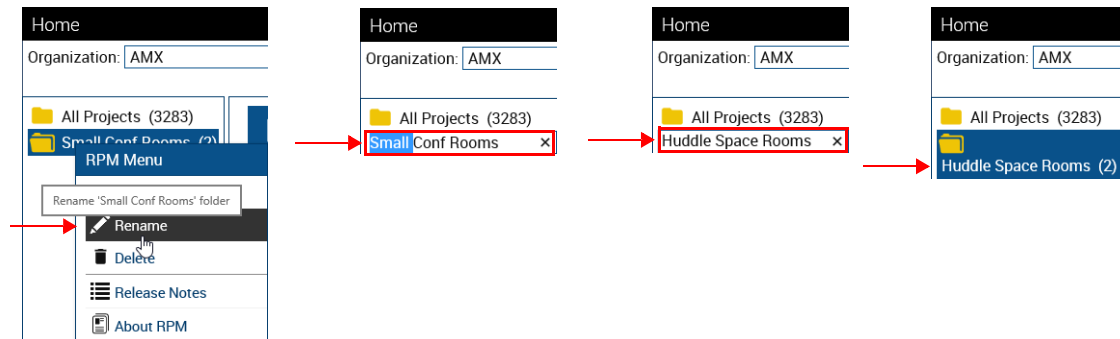 Home
Organization: AMX
All Projects (3283)
Small Conf Rooms (2)
RPM Menu
Rename 'Small Conf Rooms' folder
Rename
Delete
Release Notes
About RPM
Home
Organization: AMX
All Projects (3283)
Small Conf Rooms ×
Home
Organization: AMX
All Projects (3283)
Huddle Space Rooms ×
Home
Organization: AMX
All Projects (3283)
Huddle Space Rooms (2)